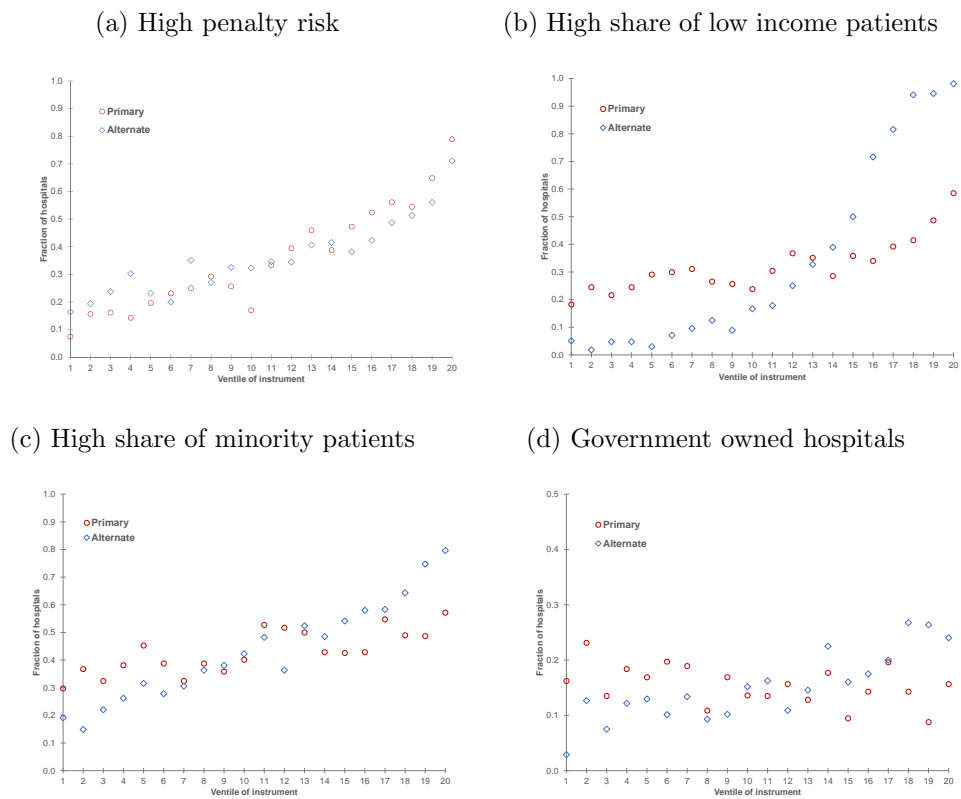 (a) High penalty risk
1.0
0.9
0.8
0.7
0.6
0.5
0.4
0.3
0.2
0.1
0.0
Fraction of hospitals
Primary
Alternate
1 2 3 4 5 6 7 8 9 10 11 12 13 14 15 16 17 18 19 20
Ventile of instrument
(b) High share of low income patients
1.0
0.9
0.8
0.7
0.6
0.5
0.4
0.3
0.2
0.1
0.0
Fraction of hospitals
Primary
Alternate
1 2 3 4 5 6 7 8 9 10 11 12 13 14 15 16 17 18 19 20
Ventile of instrument
(c) High share of minority patients
1.0
0.9
0.8
0.7
0.6
0.5
0.4
0.3
0.2
0.1
0.0
Fraction of hospitals
Primary
Alternate
1 2 3 4 5 6 7 8 9 10 11 12 13 14 15 16 17 18 19 20
Ventile of instrument
(d) Government owned hospitals
0.5
0.4
0.3
0.2
0.1
0.0
Fraction of hospitals
Primary
Alternate
1 2 3 4 5 6 7 8 9 10 11 12 13 14 15 16 17 18 19 20
Ventile of instrument